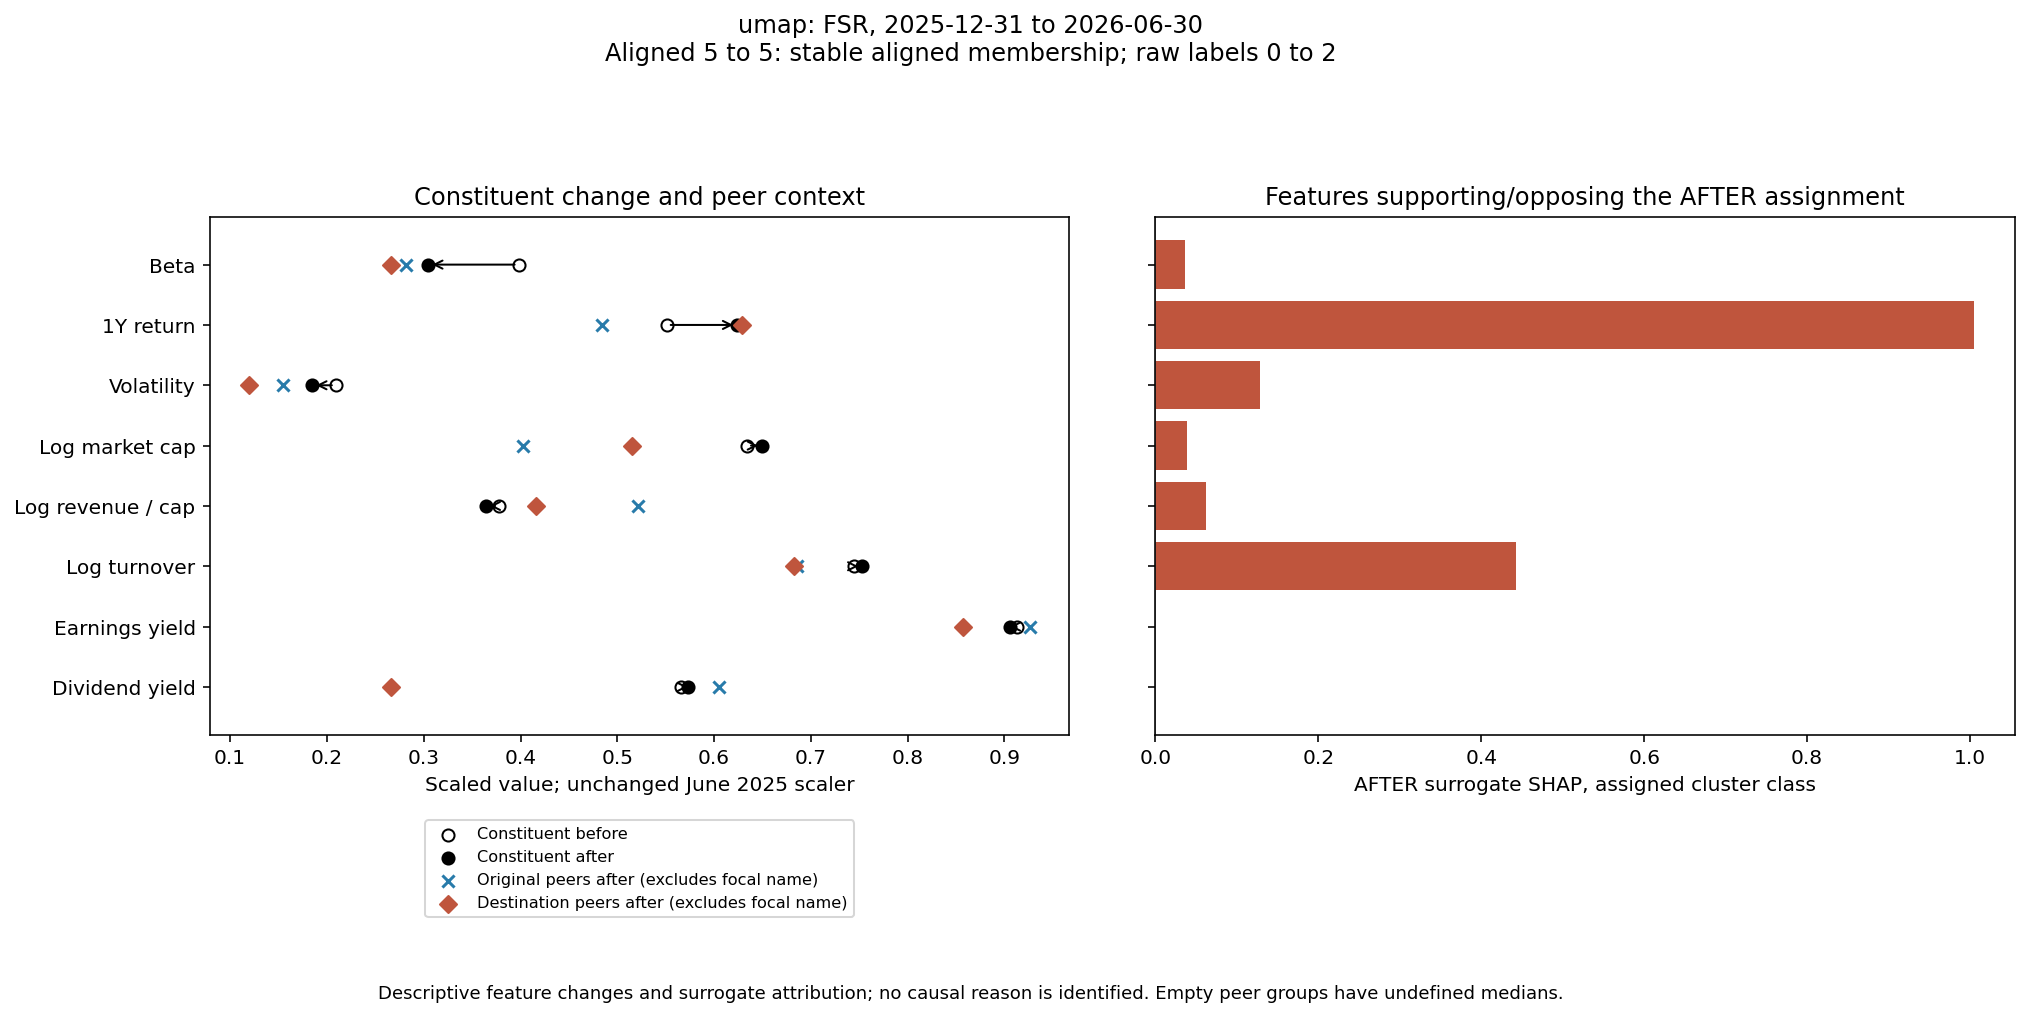 umap: FSR, 2025-12-31 to 2026-06-30
Aligned 5 to 5: stable aligned membership; raw labels 0 to 2
Constituent change and peer context
Features supporting/opposing the AFTER assignment
Beta
1Y return
Volatility
Log market cap
Log revenue / cap
Log turnover
Earnings yield
Dividend yield
0.1 0.2 0.3 0.4 0.5 0.6 0.7 0.8 0.9
Scaled value; unchanged June 2025 scaler
0.0 0.2 0.4 0.6 0.8 1.0
AFTER surrogate SHAP, assigned cluster class
Constituent before
Constituent after
Original peers after (excludes focal name)
Destination peers after (excludes focal name)
Descriptive feature changes and surrogate attribution; no causal reason is identified. Empty peer groups have undefined medians.